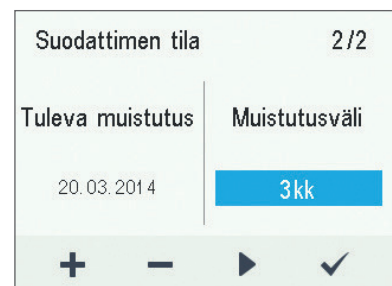 Suodattimen tila 2/2
Tuleva muistutus Muistutusväli
20.03.2014 3kk